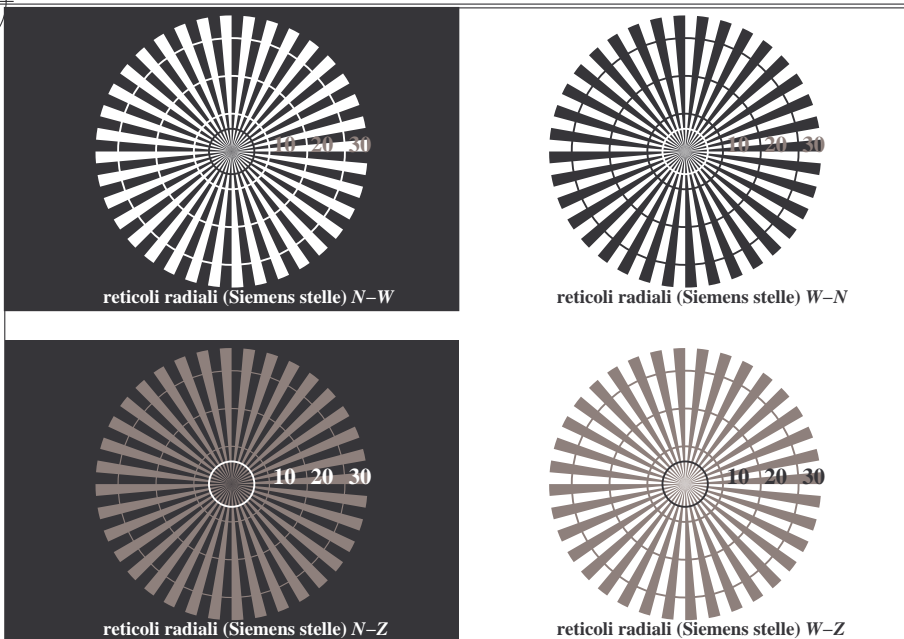 10 20 30
reticoli radiali (Siemens stelle) N–W
10 20 30
reticoli radiali (Siemens stelle) W–N
10 20 30
reticoli radiali (Siemens stelle) N–Z
10 20 30
reticoli radiali (Siemens stelle) W–Z